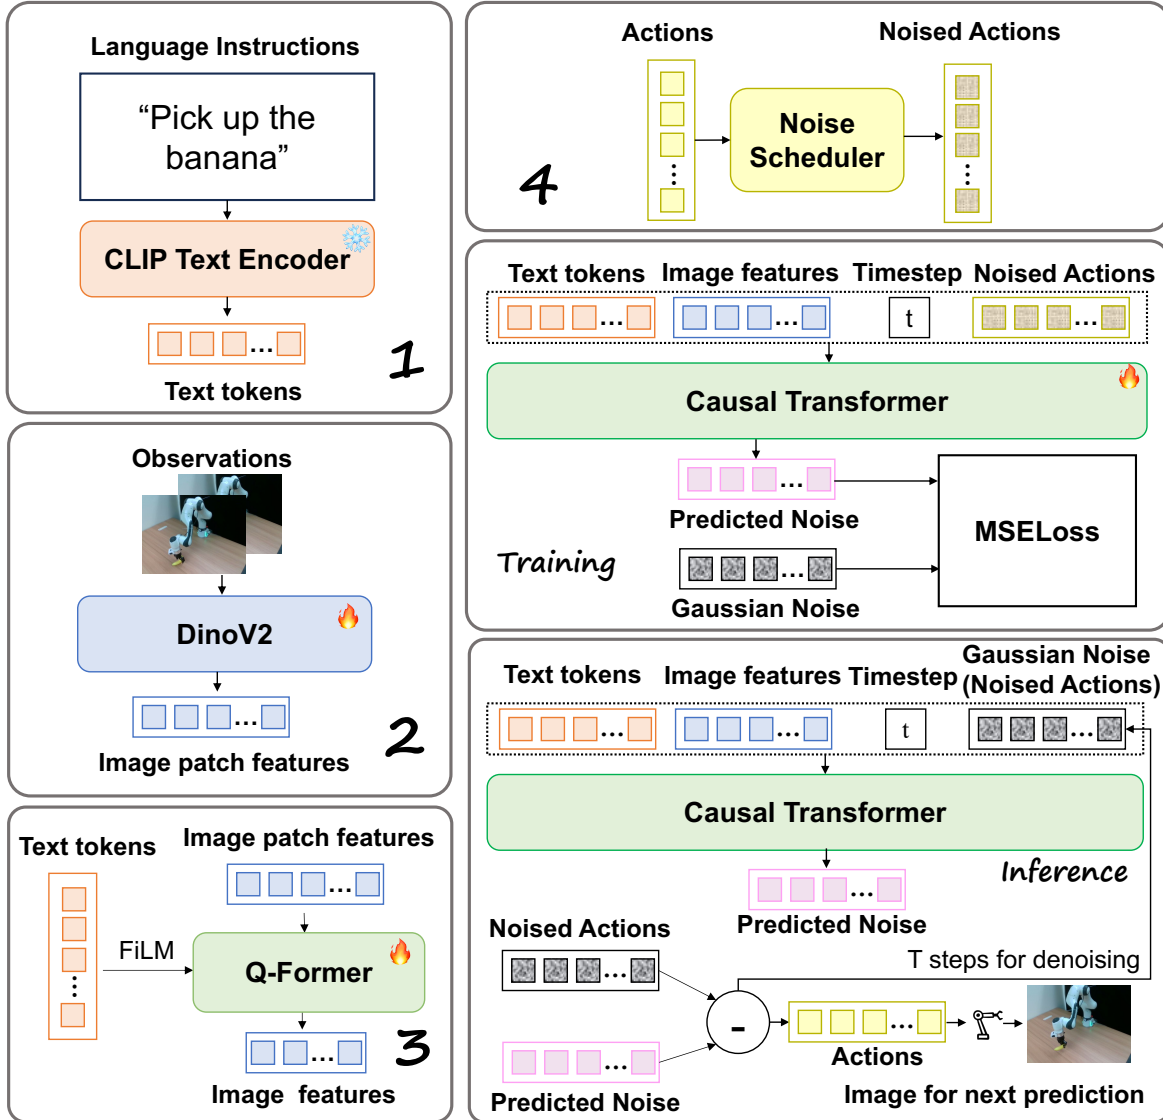 Language Instructions
“Pick up the
banana”
CLIP Text Encoder
...
Text tokens
1
Observations
DinoV2
...
Image patch features
2
Text tokens
Image patch features
...
FiLM
Q-Former
...
Image features
3
Actions
Noised Actions
Noise
Scheduler
4
Text tokens Image features Timestep Noised Actions
... ... t ...
Causal Transformer
...
Predicted Noise
MSELoss
Training
...
Gaussian Noise
Text tokens Image features Timestep Gaussian Noise
(Noised Actions)
... ... t ...
Causal Transformer
Inference
...
Predicted Noise
Noised Actions
...
T steps for denoising
-
...
Actions
...
Predicted Noise
Image for next prediction